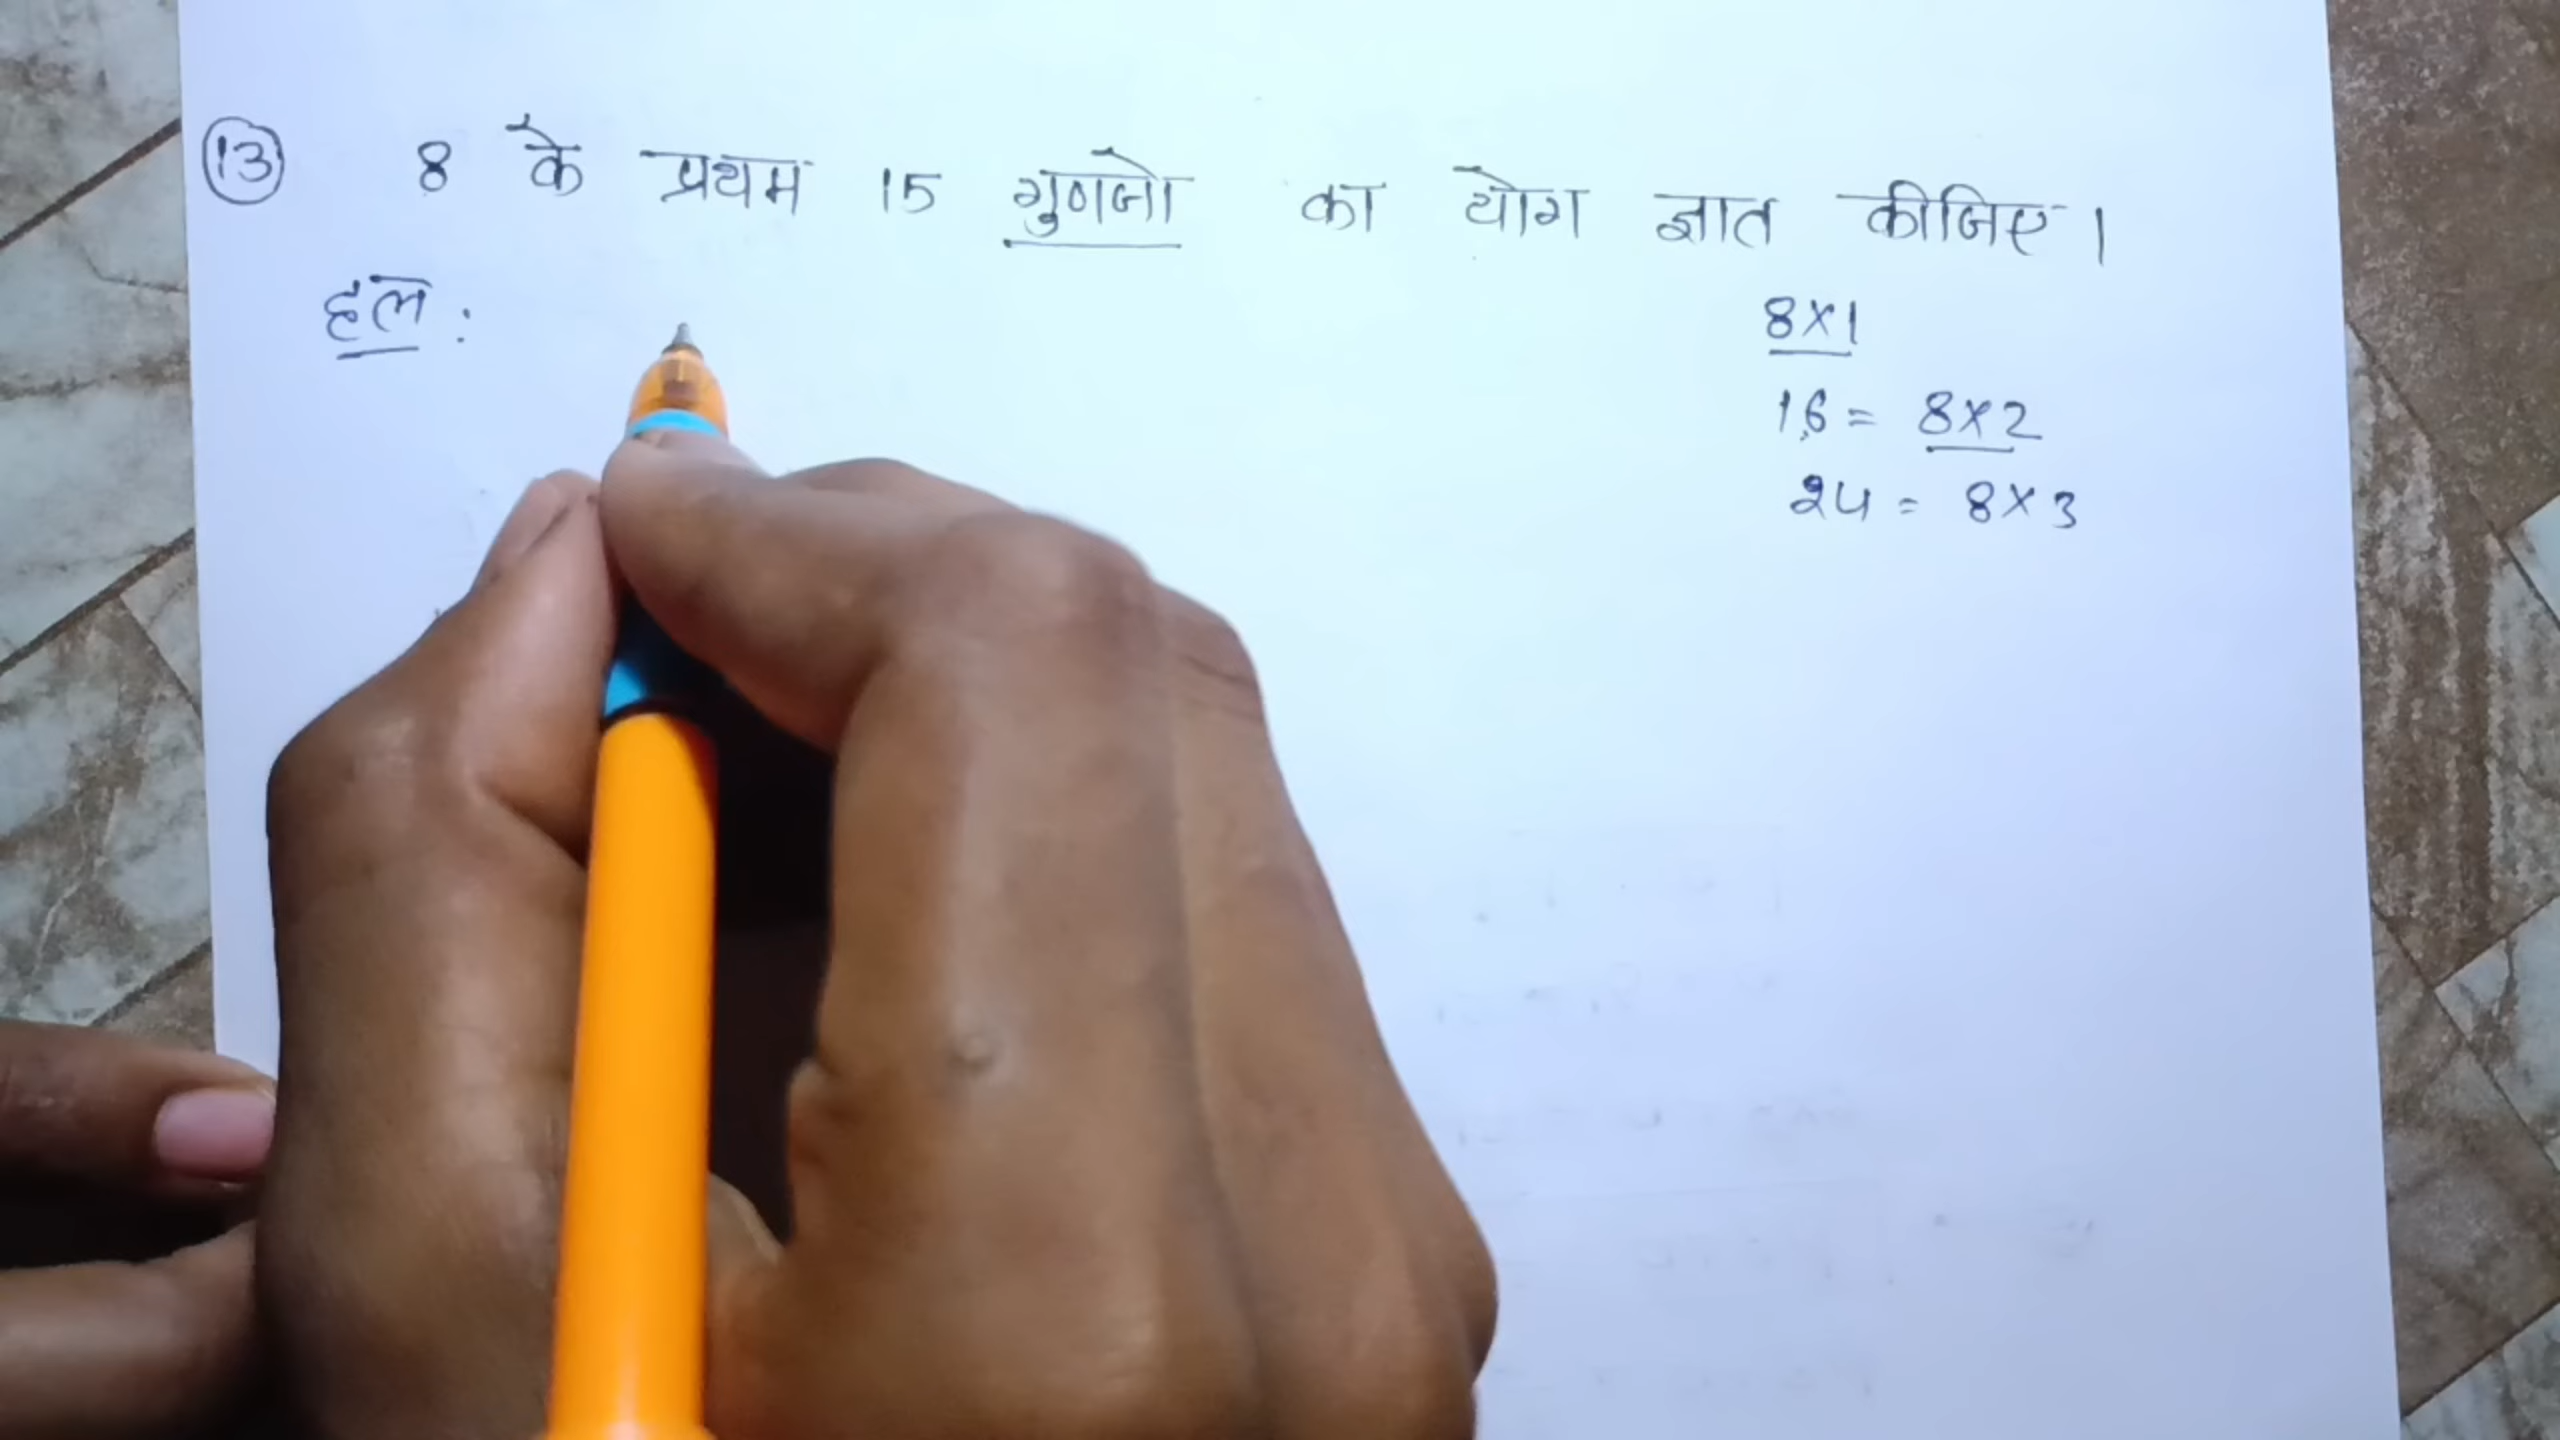 13 8 के प्रथम 15 गुणजो का योग ज्ञात कीजिए।
हल :
8×1
16 = 8×2
24 = 8×3